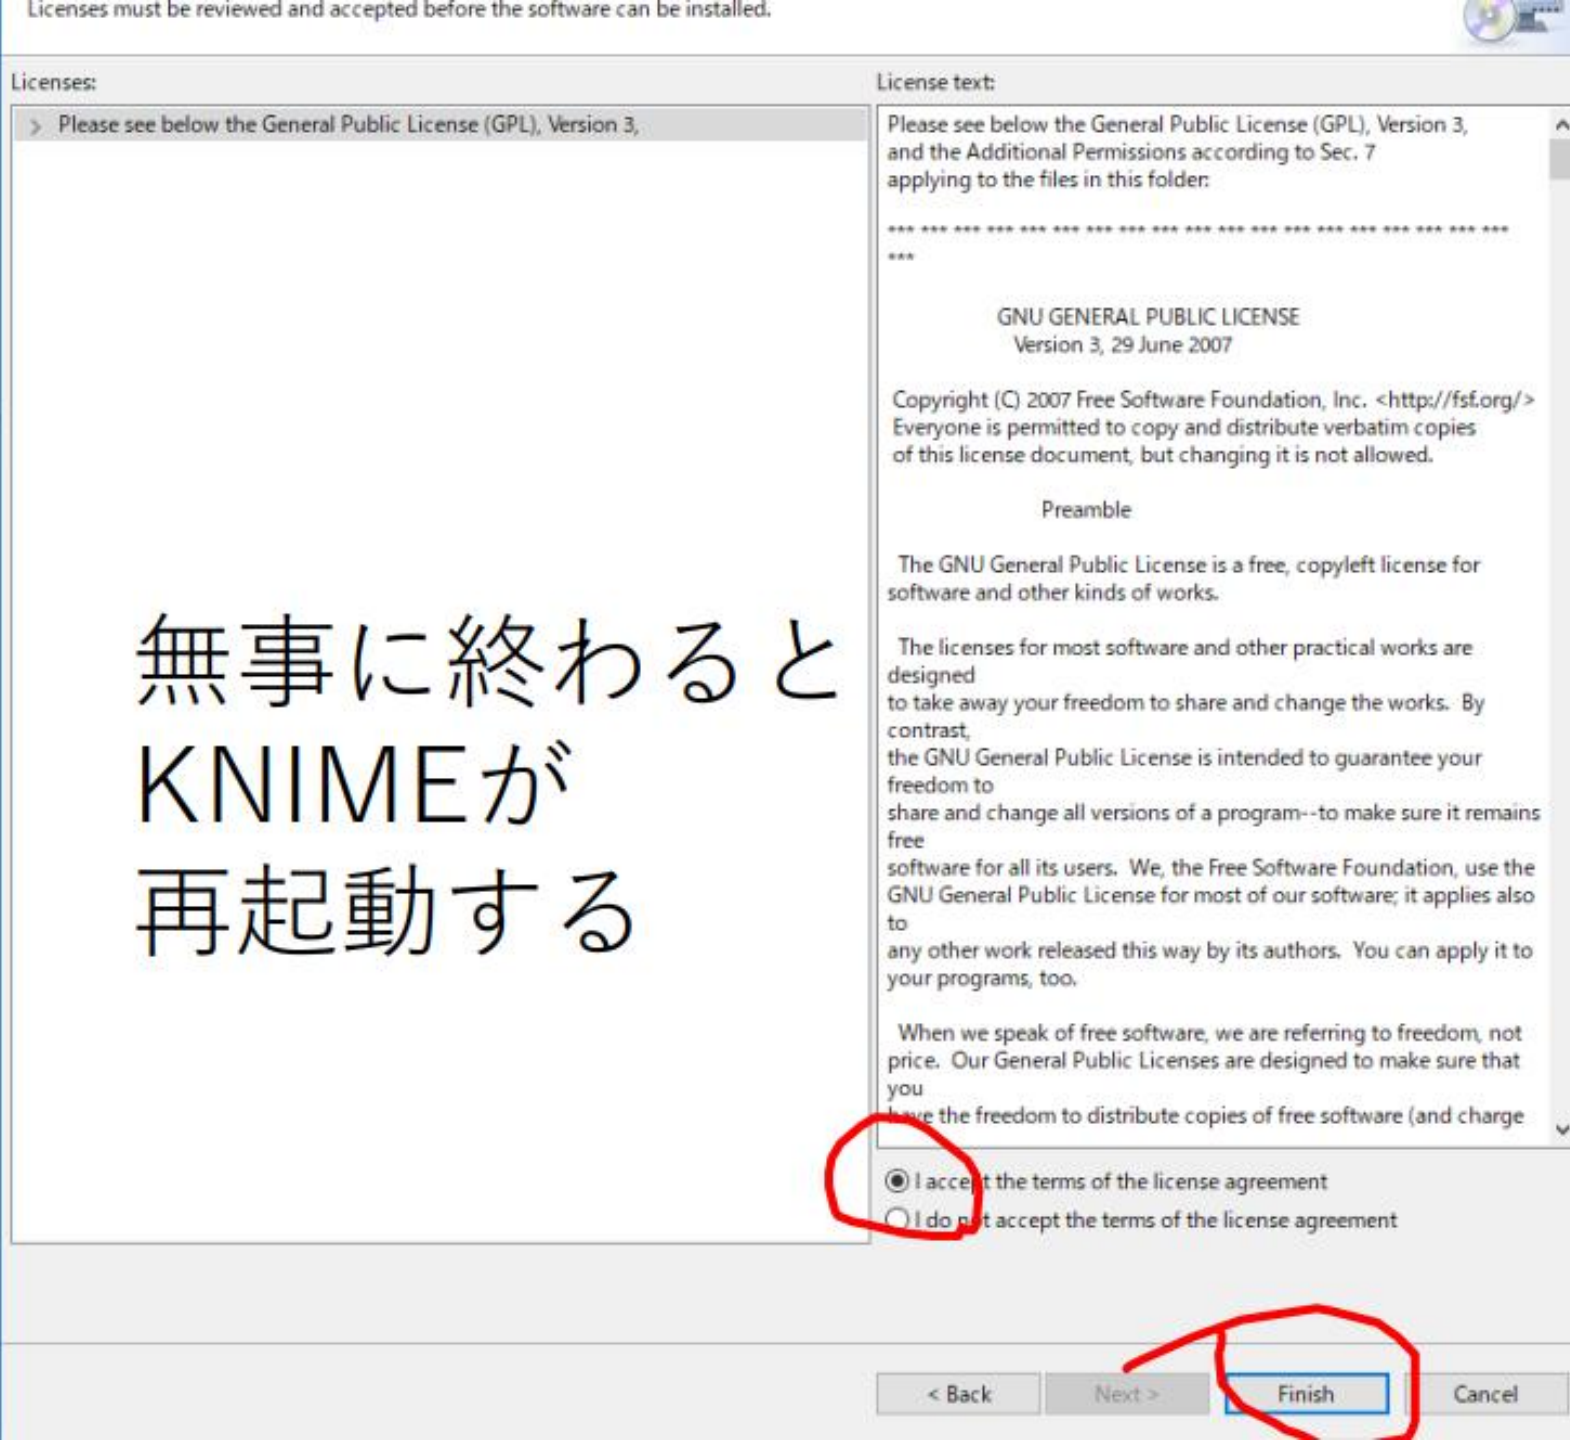 Licenses must be reviewed and accepted before the software can be installed.
Licenses:
Please see below the General Public License (GPL), Version 3,
無事に終わると
KNIMEが
再起動する
License text:
Please see below the General Public License (GPL), Version 3,
and the Additional Permissions according to Sec. 7
applying to the files in this folder:
*** *** *** *** *** *** *** *** *** *** *** *** *** *** *** *** *** *** ***
***
GNU GENERAL PUBLIC LICENSE
Version 3, 29 June 2007
Copyright (C) 2007 Free Software Foundation, Inc. <http://fsf.org/>
Everyone is permitted to copy and distribute verbatim copies
of this license document, but changing it is not allowed.
Preamble
The GNU General Public License is a free, copyleft license for
software and other kinds of works.
The licenses for most software and other practical works are
designed
to take away your freedom to share and change the works.  By
contrast,
the GNU General Public License is intended to guarantee your
freedom to
share and change all versions of a program--to make sure it remains
free
software for all its users.  We, the Free Software Foundation, use the
GNU General Public License for most of our software; it applies also
to
any other work released this way by its authors.  You can apply it to
your programs, too.
When we speak of free software, we are referring to freedom, not
price.  Our General Public Licenses are designed to make sure that
you
have the freedom to distribute copies of free software (and charge
I accept the terms of the license agreement
I do not accept the terms of the license agreement
< Back
Next >
Finish
Cancel